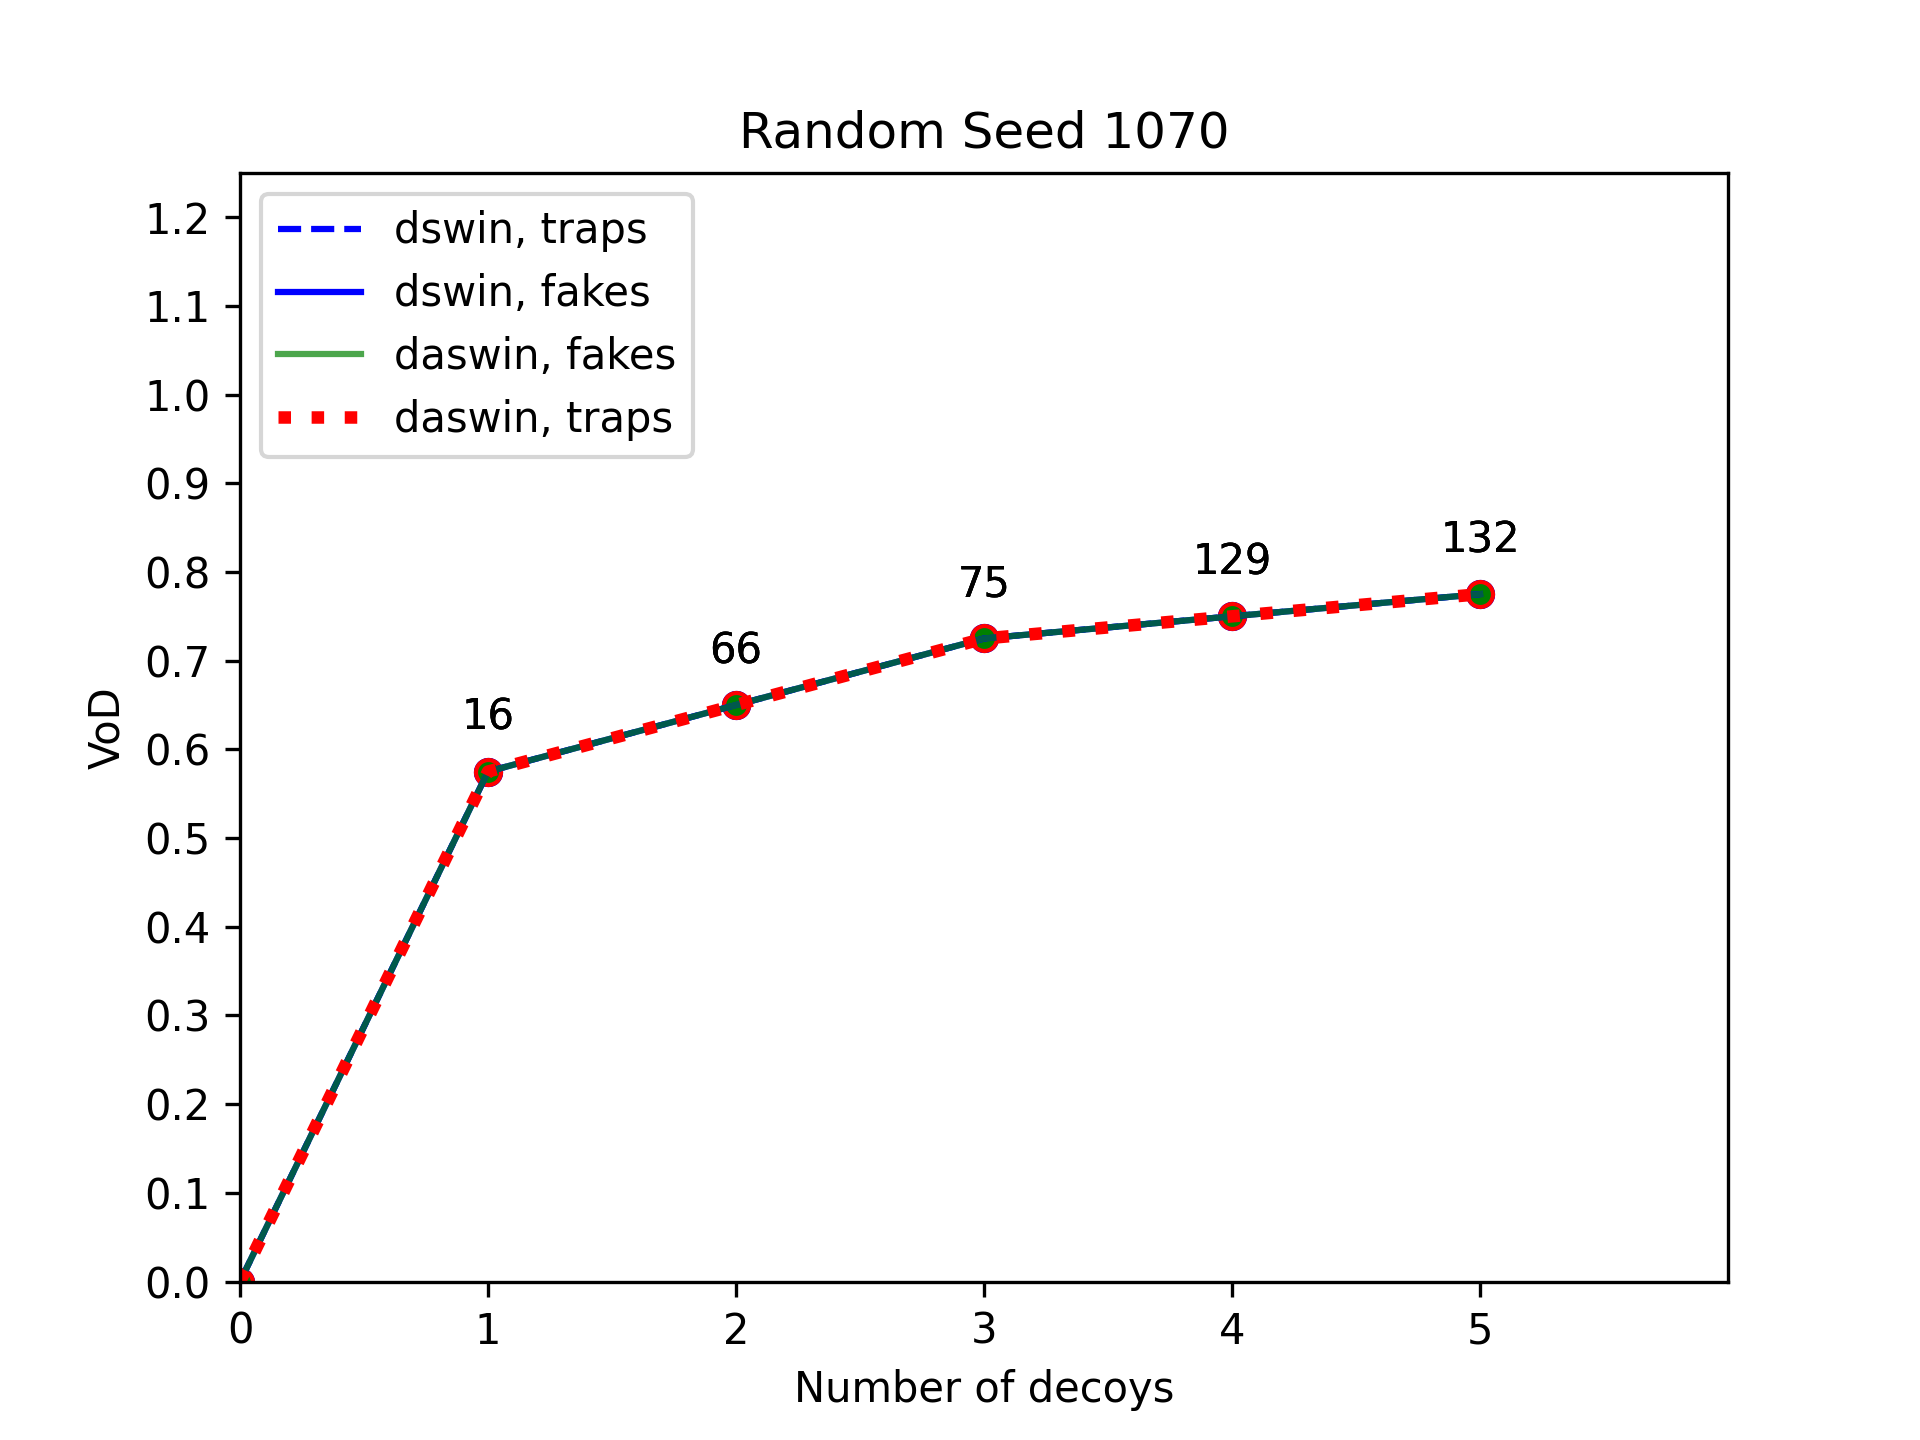 Random Seed 1070
dswin, traps
dswin, fakes
daswin, fakes
daswin, traps
1.2
1.1
1.0
0.9
0.8
0.7
0.6
0.5
0.4
0.3
0.2
0.1
0.0
VoD
16
66
75
129
132
0 1 2 3 4 5
Number of decoys